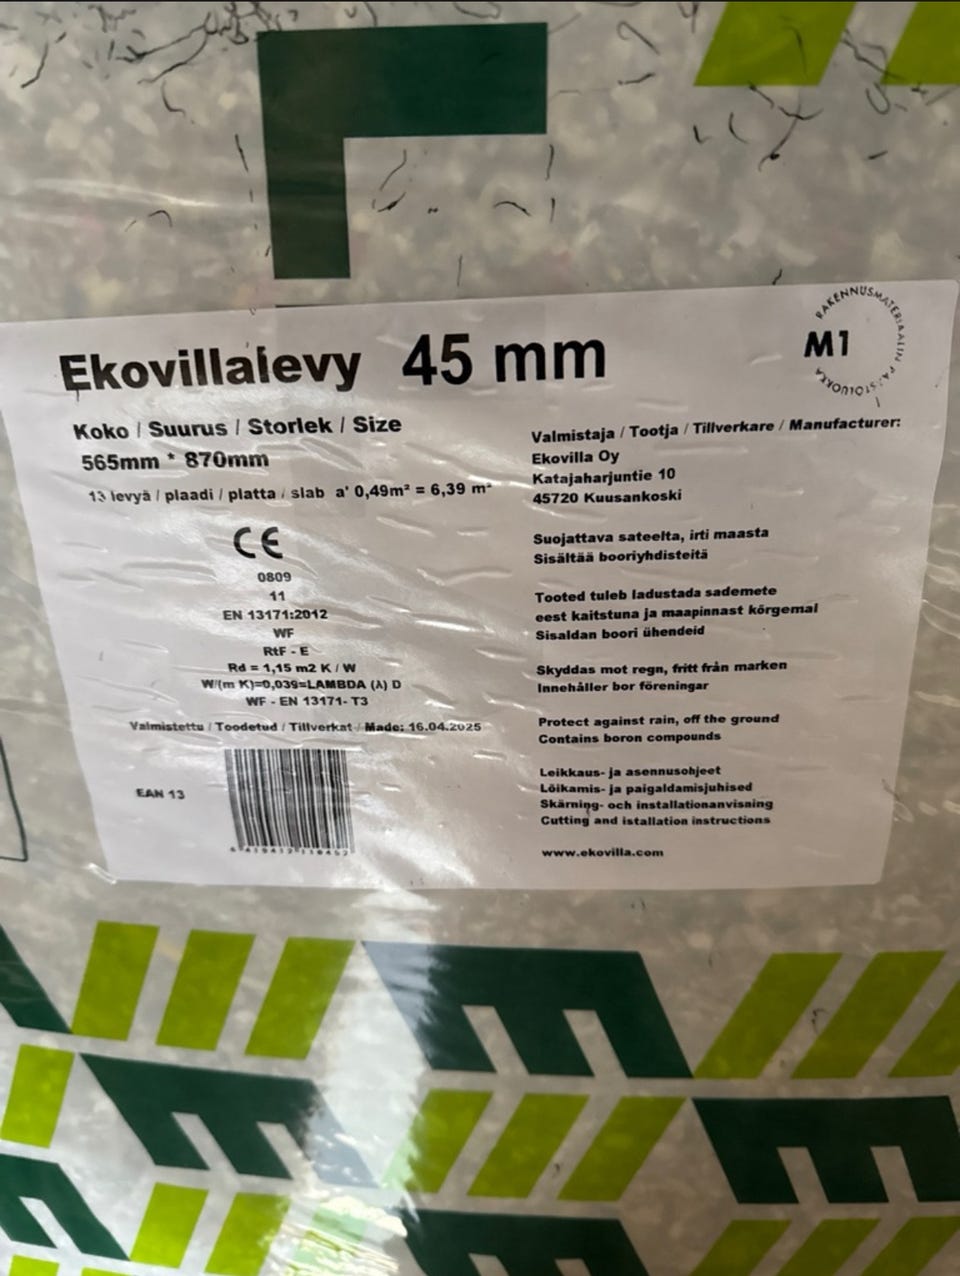 Ekovillalevy 45 mm
M1
RAKENNUSMATERIAALIN PÄÄSTÖLUOKKA
Koko / Suurus / Storlek / Size
565mm * 870mm
13 levyä / plaadi / platta / slab a' 0,49m² = 6,39 m²
CE
0809
11
EN 13171:2012
WF
RtF - E
Rd = 1,15 m2 K / W
W/(m K)=0,039=LAMBDA (λ) D
WF - EN 13171- T3
Valmistettu / Toodetud / Tillverkat / Made: 16.04.2025
EAN 13
Valmistaja / Tootja / Tillverkare / Manufacturer:
Ekovilla Oy
Katajaharjuntie 10
45720 Kuusankoski
Suojattava sateelta, irti maasta
Sisältää booriyhdisteitä
Tooted tuleb ladustada sademete
eest kaitstuna ja maapinnast kõrgemal
Sisaldan boori ühendeid
Skyddas mot regn, fritt från marken
Innehåller bor föreningar
Protect against rain, off the ground
Contains boron compounds
Leikkaus- ja asennusohjeet
Lõikamis- ja paigaldamisjuhised
Skärning- och installationanvisning
Cutting and istallation instructions
www.ekovilla.com